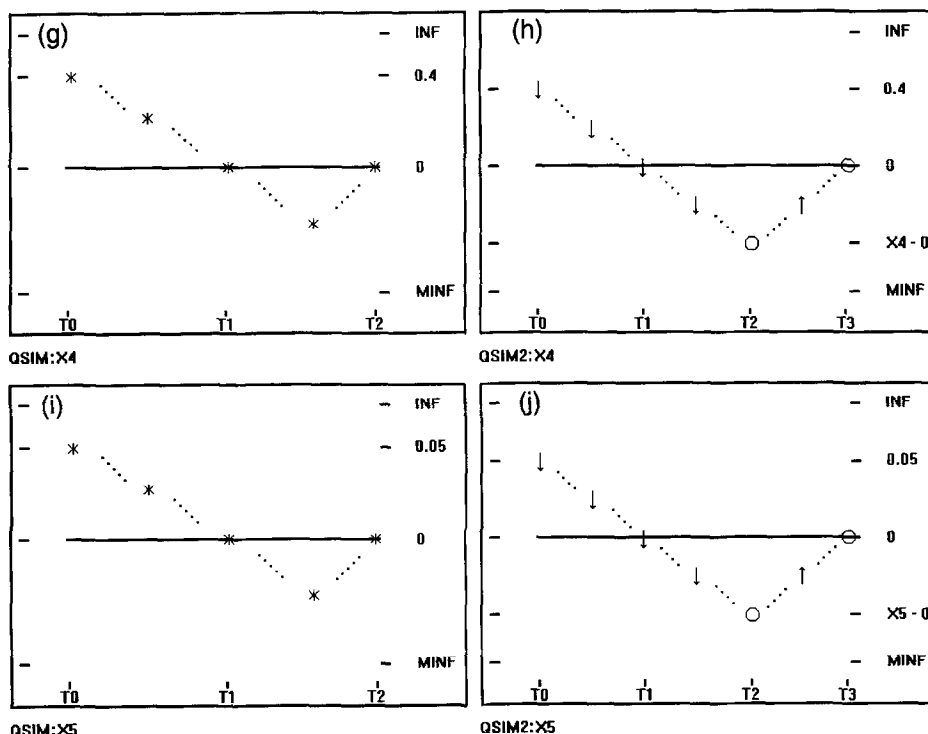 (g)
INF
0.4
0
MINF
T0 T1 T2
QSIM:X4
(h)
INF
0.4
0
X4-0
MINF
T0 T1 T2 T3
QSIM2:X4
(i)
INF
0.05
0
MINF
T0 T1 T2
QSIM:X5
(j)
INF
0.05
0
X5-0
MINF
T0 T1 T2 T3
QSIM2:X5